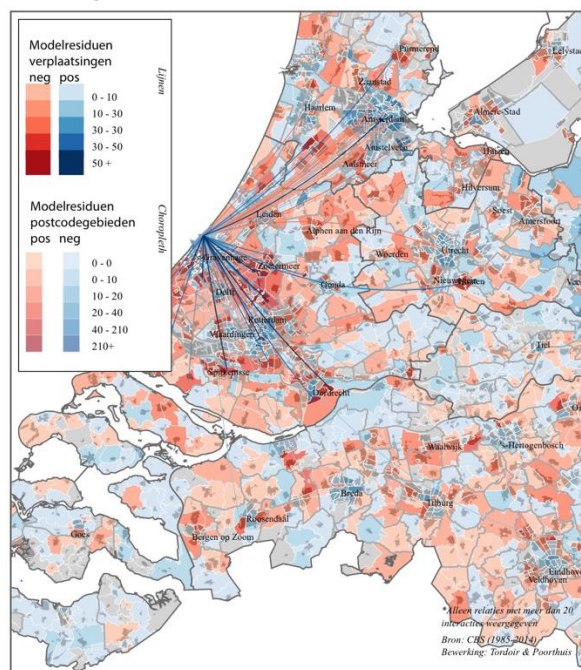 Modelresiduen
verplaatsingen
neg pos
0 - 10
10 - 30
30 - 30
30 - 50
50 +
Lijnen
Modelresiduen
postcodegebieden
pos neg
0 - 0
0 - 10
10 - 20
20 - 40
40 - 210
210+
Choropleth
Purmerend
Zaanstad
Lelystad
Haarlem
Amsterdam
Almere-Stad
Amstelveen
Aalsmeer
Huizen
Hilversum
Leiden
Soest
Alphen aan den Rijn
Amersfoort
Woerden
Utrecht
Zoetermeer
Gouda
Nieuwegein
Houten
Delft
Rotterdam
Vlaardingen
Tiel
Spijkenisse
Dordrecht
Waalwijk
's-Hertogenbosch
Breda
Tilburg
Roosendaal
Goes
Bergen op Zoom
Eindhoven
Veldhoven
*Alleen relaties met meer dan 20
interacties weergegeven
Bron: CBS (1985-2014)
Bewerking: Tordoir & Poorthuis